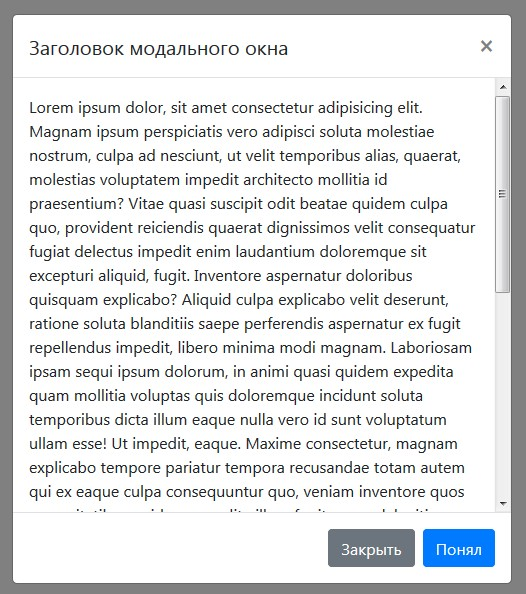 Заголовок модального окна ×
Lorem ipsum dolor, sit amet consectetur adipisicing elit.
Magnam ipsum perspiciatis vero adipisci soluta molestiae
nostrum, culpa ad nesciunt, ut velit temporibus alias, quaerat,
molestias voluptatem impedit architecto mollitia id
praesentium? Vitae quasi suscipit odit beatae quidem culpa
quo, provident reiciendis quaerat dignissimos velit consequatur
fugiat delectus impedit enim laudantium doloremque sit
excepturi aliquid, fugit. Inventore aspernatur doloribus
quisquam explicabo? Aliquid culpa explicabo velit deserunt,
ratione soluta blanditiis saepe perferendis aspernatur ex fugit
repellendus impedit, libero minima modi magnam. Laboriosam
ipsam sequi ipsum dolorum, in animi quasi quidem expedita
quam mollitia voluptas quis doloremque incidunt soluta
temporibus dicta illum eaque nulla vero id sunt voluptatum
ullam esse! Ut impedit, eaque. Maxime consectetur, magnam
explicabo tempore pariatur tempora recusandae totam autem
qui ex eaque culpa consequuntur quo, veniam inventore quos
Закрыть Понял